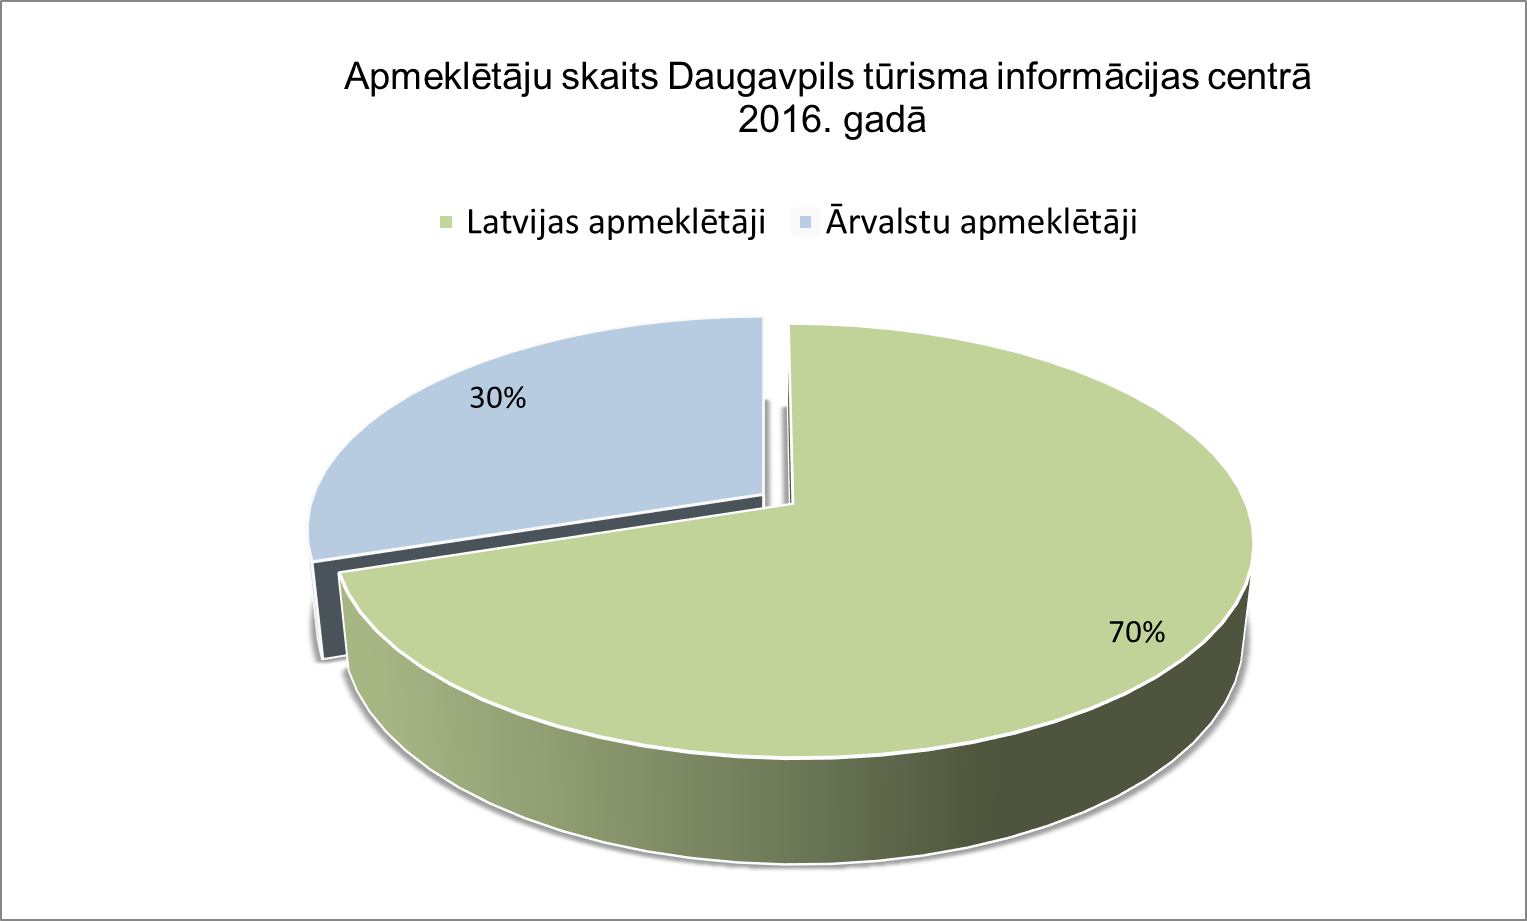 Apmeklētāju skaits Daugavpils tūrisma informācijas centrā
2016. gadā
Latvijas apmeklētāji Ārvalstu apmeklētāji
30%
70%